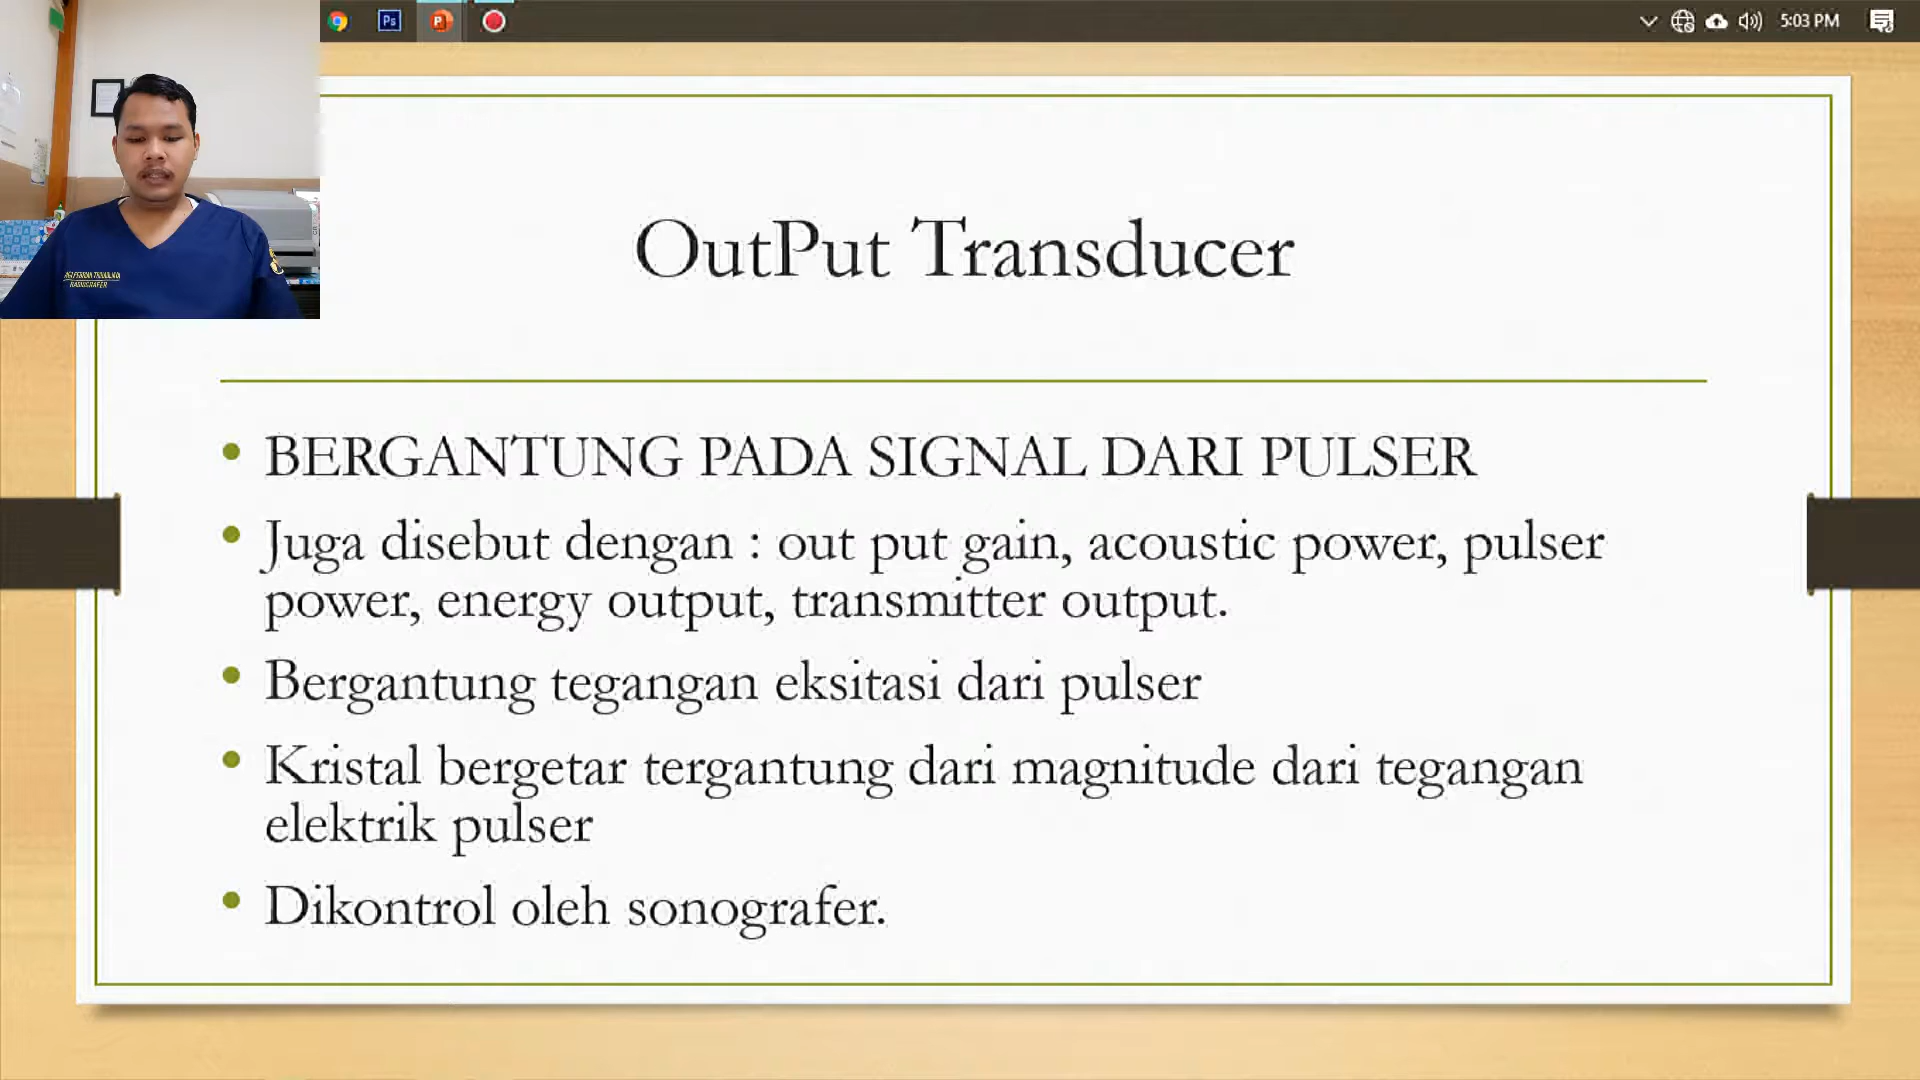 Ps
P
5:03 PM
RADIOGRAFER
OutPut Transducer
• BERGANTUNG PADA SIGNAL DARI PULSER
• Juga disebut dengan : out put gain, acoustic power, pulser
power, energy output, transmitter output.
• Bergantung tegangan eksitasi dari pulser
• Kristal bergetar tergantung dari magnitude dari tegangan
elektrik pulser
• Dikontrol oleh sonografer.